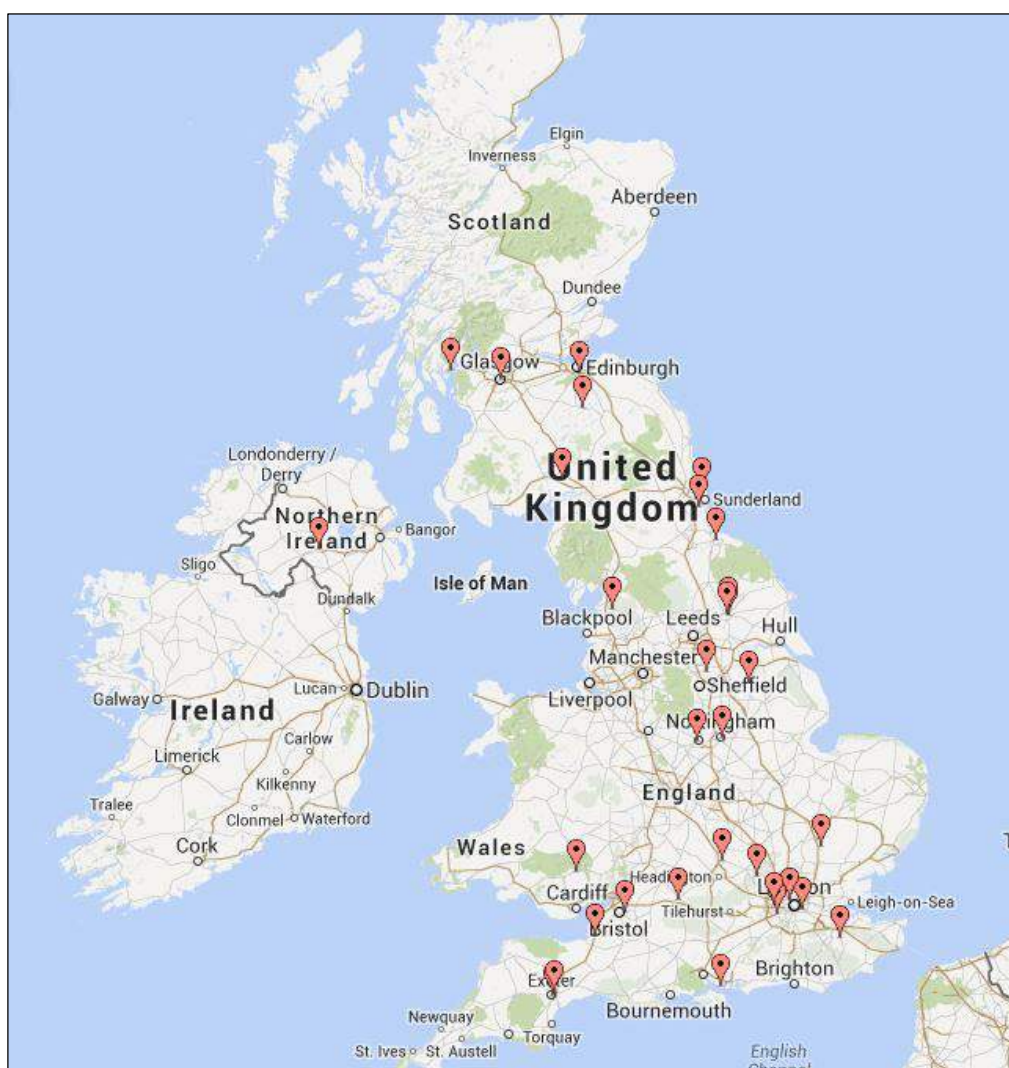 Elgin
Inverness
Aberdeen
Scotland
Dundee
Glasgow
Edinburgh
Londonderry /
Derry
United
Kingdom
Sunderland
Northern
Ireland
Bangor
Sligo
Isle of Man
Dundalk
Blackpool
Leeds
Hull
Manchester
Galway
Lucan
Dublin
Liverpool
Sheffield
Ireland
Nottingham
Carlow
Limerick
Kilkenny
England
Tralee
Clonmel
Waterford
Cork
Wales
Headington
London
Cardiff
Tilehurst
Leigh-on-Sea
Bristol
Exeter
Brighton
Bournemouth
Newquay
Torquay
St. Ives
St. Austell
English
Channel